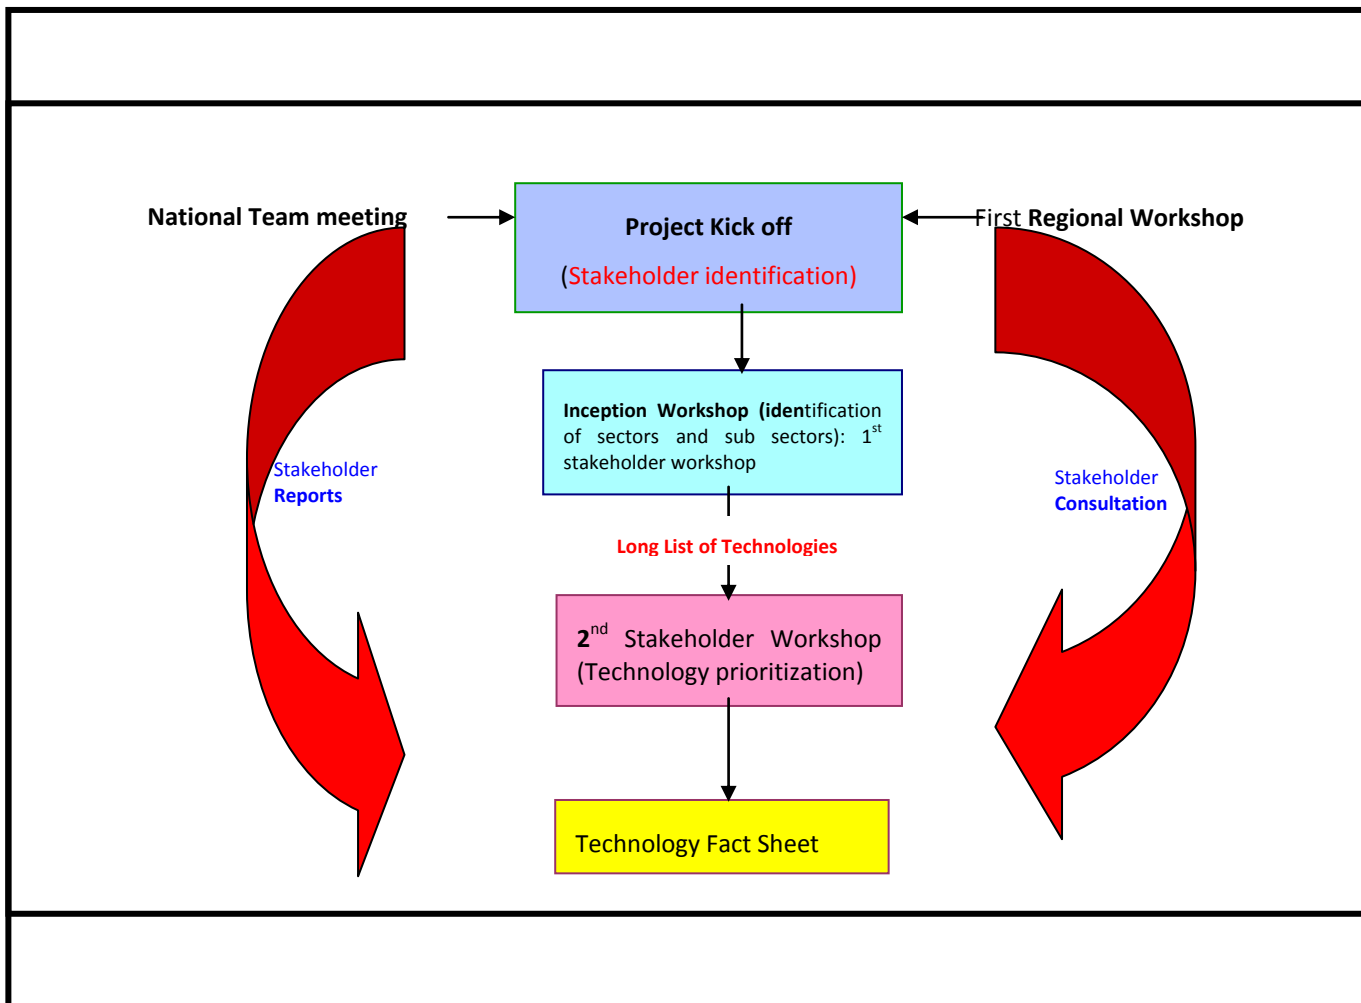 National Team meeting
Project Kick off
First Regional Workshop
(Stakeholder identification)
Inception Workshop (identification
of sectors and sub sectors): 1st
stakeholder workshop
Stakeholder
Reports
Stakeholder
Consultation
Long List of Technologies
2nd Stakeholder Workshop
(Technology prioritization)
Technology Fact Sheet